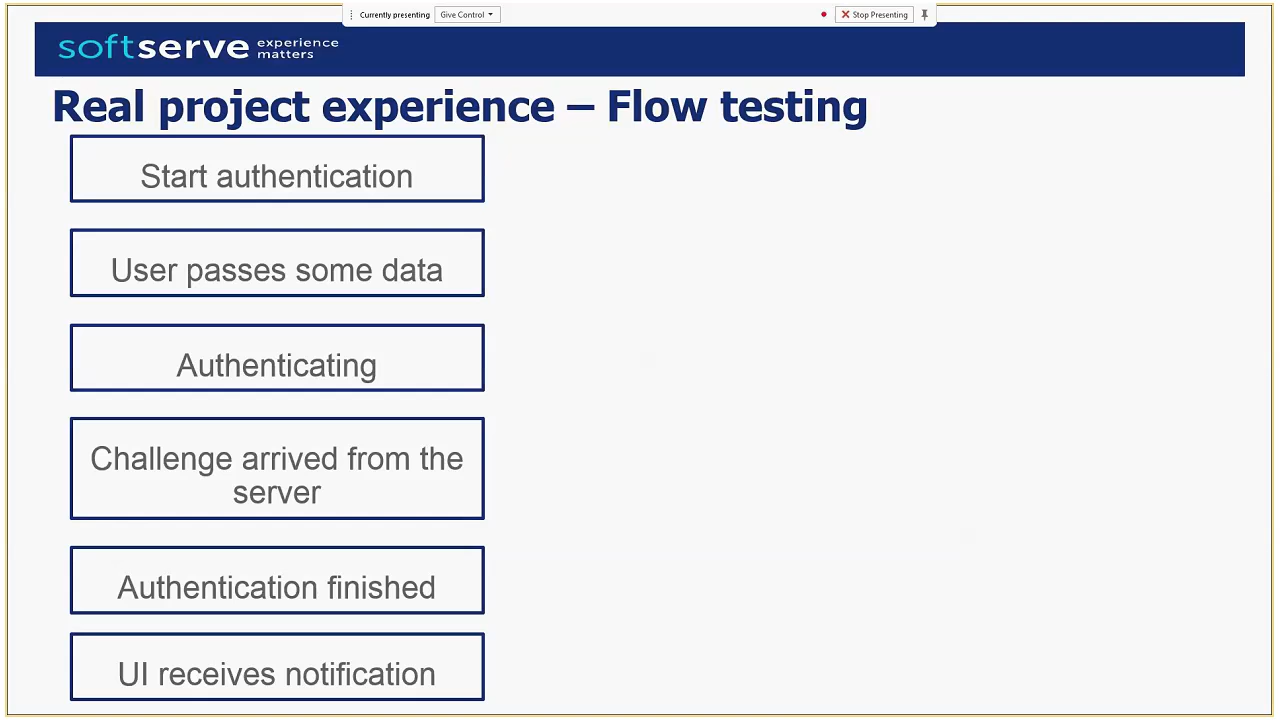 Currently presenting
Give Control
Stop Presenting
softserve experience
matters
Real project experience – Flow testing
Start authentication
User passes some data
Authenticating
Challenge arrived from the
server
Authentication finished
UI receives notification